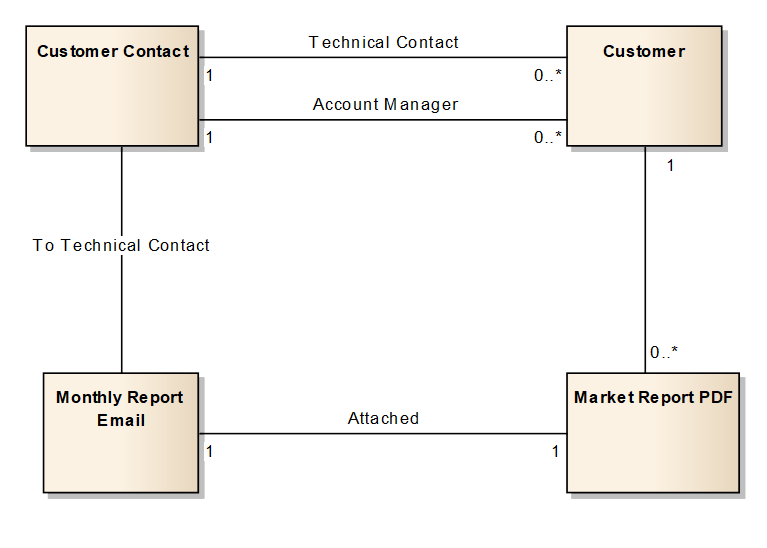 Customer Contact
Technical Contact
Customer
1
0..*
Account Manager
1
0..*
1
To Technical Contact
0..*
Monthly Report
Email
Attached
Market Report PDF
1
1